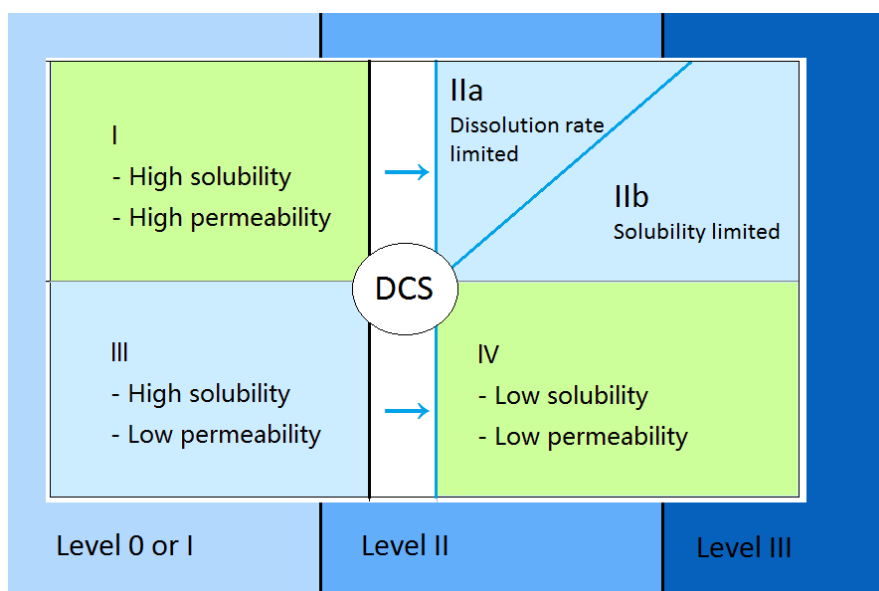 I
- High solubility
- High permeability
IIa
Dissolution rate
limited
IIb
Solubility limited
DCS
III
- High solubility
- Low permeability
IV
- Low solubility
- Low permeability
Level 0 or I
Level II
Level III